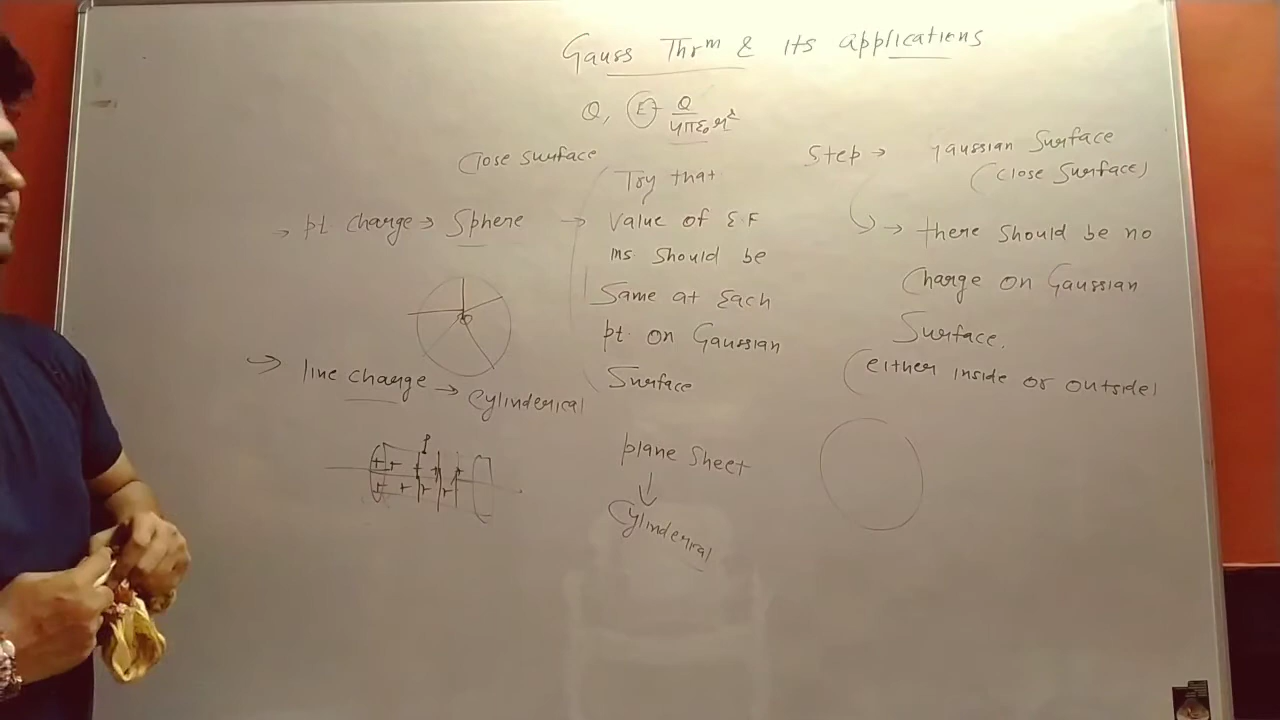 Gauss Thrm & its applications
Q, E = Q / 4πε₀r²
Close surface
pt. charge → Sphere →
Try that
value of E.F
ms should be
Same at Each
pt. on Gaussian
Surface
→ line charge → Cylinderical
plane sheet
↓
Cylinderical
Step → gaussian Surface
(Close Surface)
→ there should be no
Charge on Gaussian
Surface.
(either inside or outside)